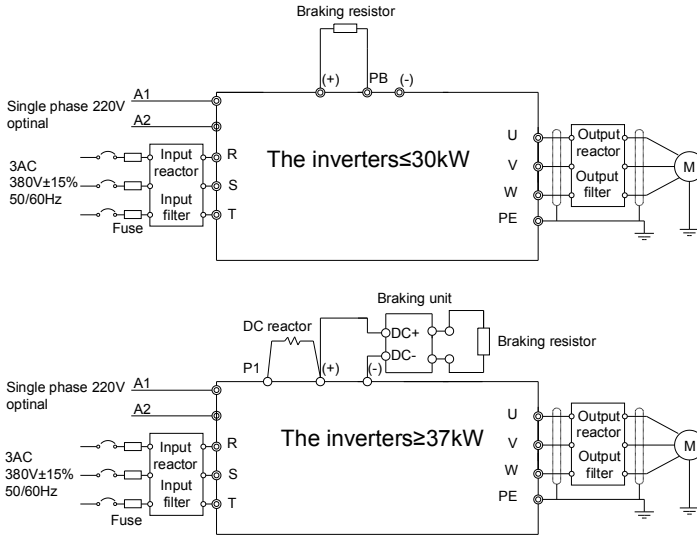 Braking resistor
(+)
PB
(-)
A1
Single phase 220V
optinal
A2
3AC
380V±15%
50/60Hz
Fuse
Input
reactor
Input
filter
R
S
T
The inverters≤30kW
U
V
W
PE
Output
reactor
Output
filter
M
Braking unit
DC reactor
DC+
DC-
Braking resistor
P1
(+)
(-)
A1
Single phase 220V
optinal
A2
3AC
380V±15%
50/60Hz
Fuse
Input
reactor
Input
filter
R
S
T
The inverters≥37kW
U
V
W
PE
Output
reactor
Output
filter
M